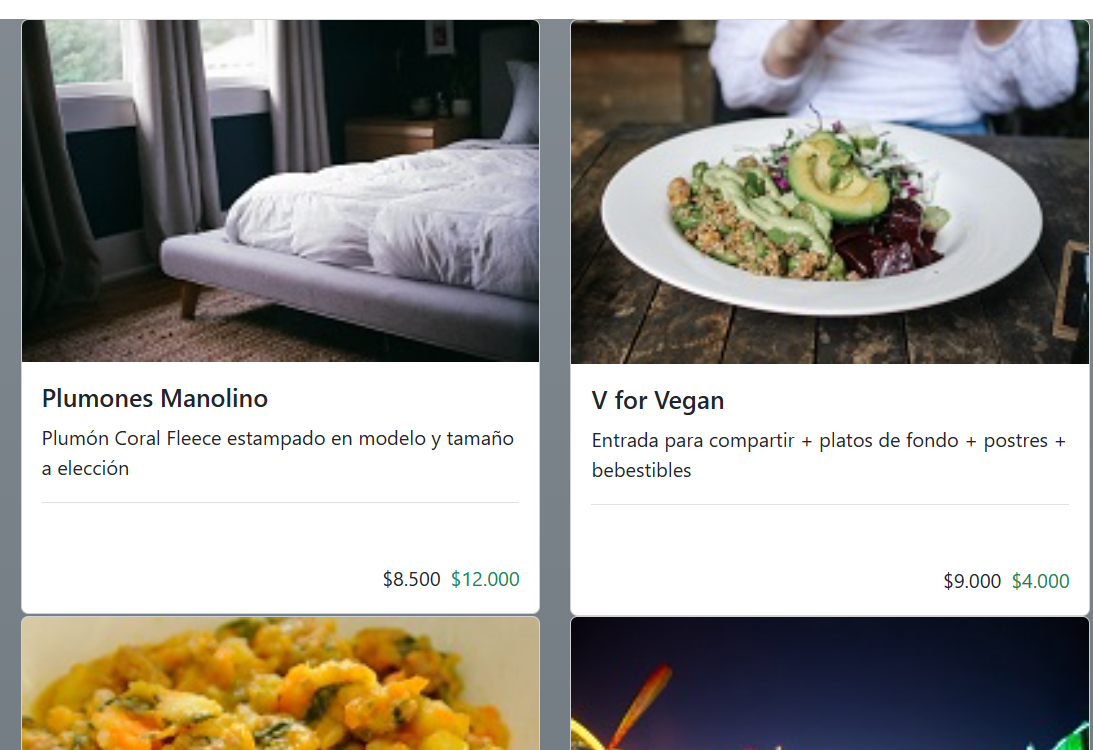 Plumones Manolino
Plumón Coral Fleece estampado en modelo y tamaño
a elección
$8.500 $12.000
V for Vegan
Entrada para compartir + platos de fondo + postres +
bebestibles
$9.000 $4.000